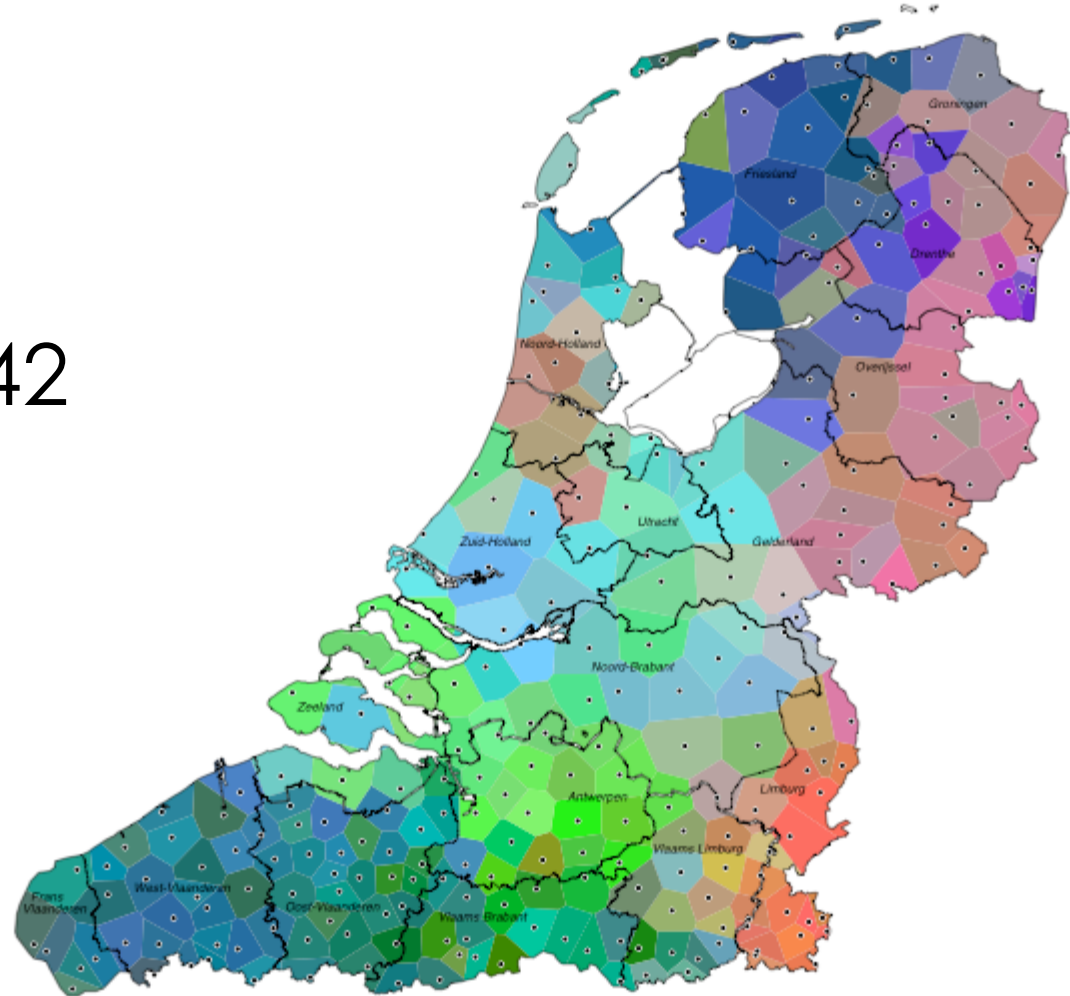 Groningen
Friesland
Drenthe
Noord-Holland
42
Overijssel
Utrecht
Zuid-Holland
Gelderland
Noord-Brabant
Zeeland
Limburg
Antwerpen
Vlaams Limburg
West-Vlaanderen
Frans
Vlaanderen
Oost-Vlaanderen
Vlaams Brabant